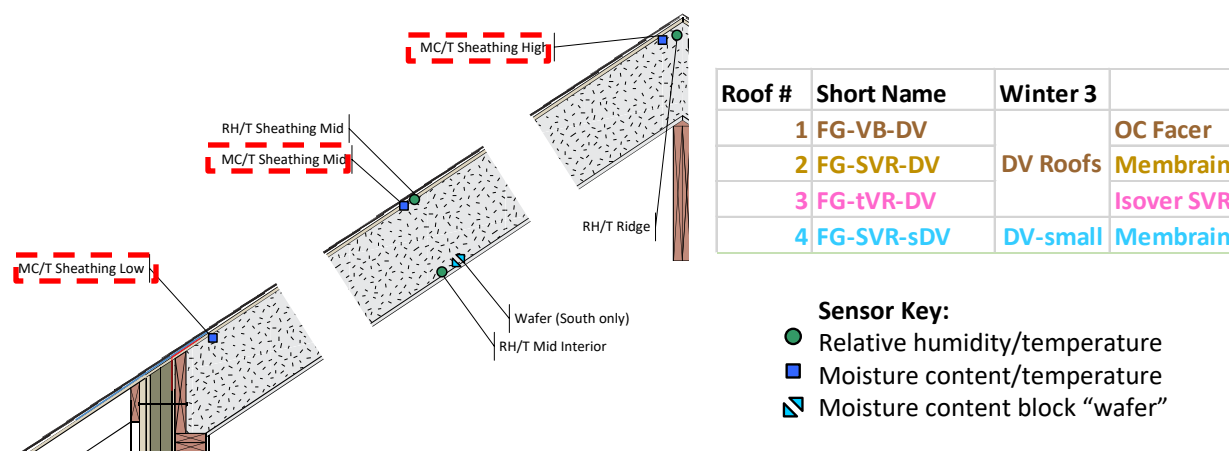 MC/T Sheathing High
RH/T Sheathing Mid
MC/T Sheathing Mid
RH/T Ridge
MC/T Sheathing Low
Wafer (South only)
RH/T Mid Interior
Roof # Short Name Winter 3
1 FG-VB-DV OC Facer
2 FG-SVR-DV DV Roofs Membrain
3 FG-tVR-DV Isover SVR
4 FG-SVR-sDV DV-small Membrain
Sensor Key:
Relative humidity/temperature
Moisture content/temperature
Moisture content block “wafer”